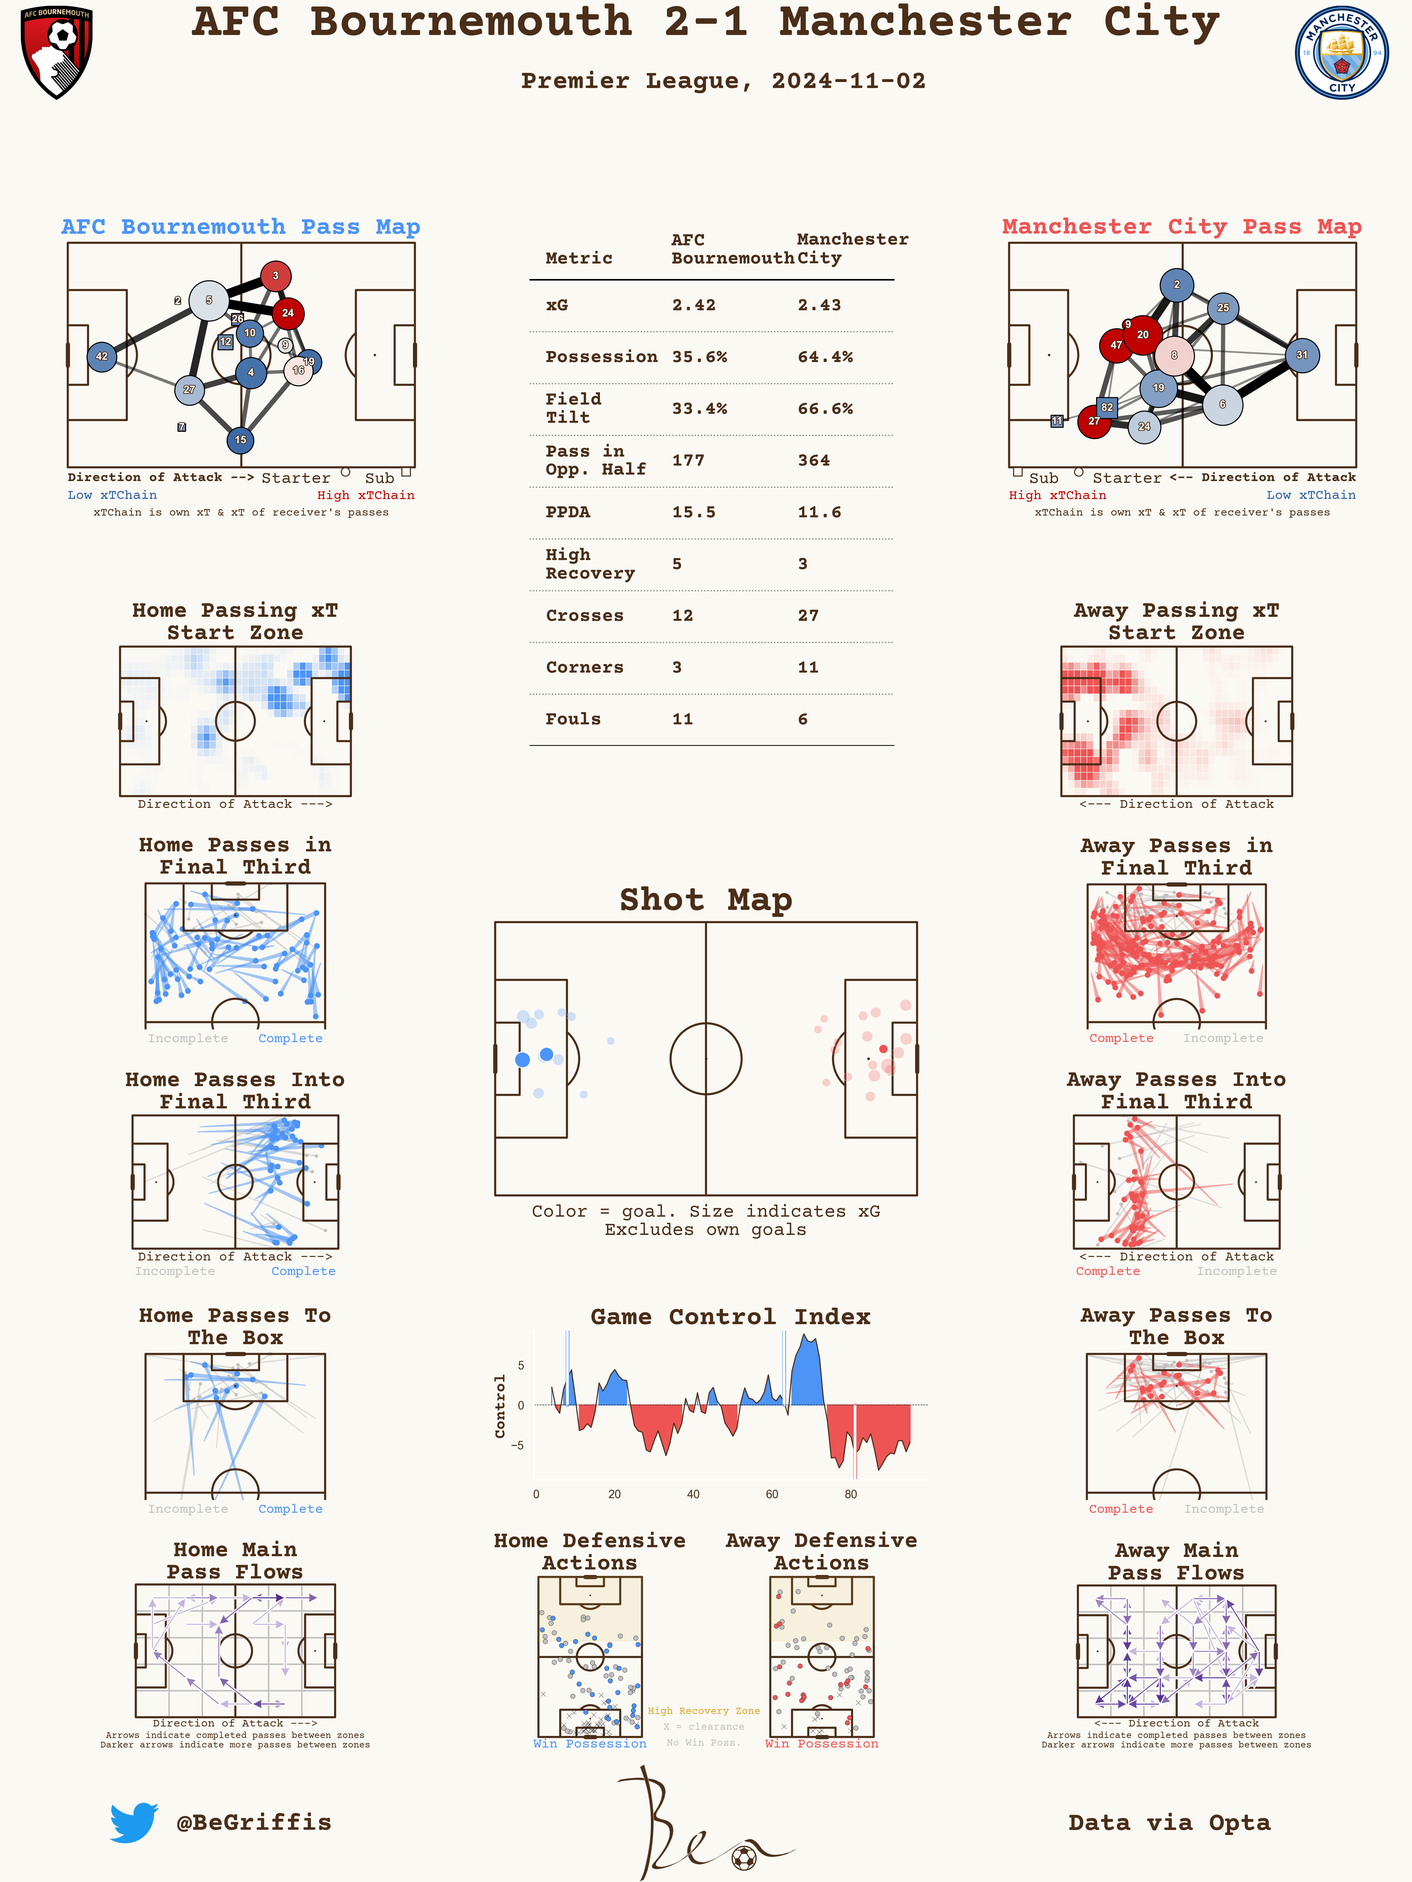 AFC Bournemouth 2-1 Manchester City
Premier League, 2024-11-02
AFC BOURNEMOUTH
MANCHESTER
18 94
CITY
AFC Bournemouth Pass Map
3
2
5
24
26
10
12
9
42
19
16
4
27
7
15
Direction of Attack --> Starter Sub
Low xTChain High xTChain
xTChain is own xT & xT of receiver's passes
Metric AFC Bournemouth Manchester City
xG 2.42 2.43
Possession 35.6% 64.4%
Field Tilt 33.4% 66.6%
Pass in Opp. Half 177 364
PPDA 15.5 11.6
High Recovery 5 3
Crosses 12 27
Corners 3 11
Fouls 11 6
Manchester City Pass Map
2
25
9
20
47
8
31
19
82
6
11
27
24
Sub Starter <-- Direction of Attack
High xTChain Low xTChain
xTChain is own xT & xT of receiver's passes
Home Passing xT
Start Zone
Direction of Attack --->
Away Passing xT
Start Zone
<--- Direction of Attack
Home Passes in
Final Third
Incomplete Complete
Away Passes in
Final Third
Complete Incomplete
Shot Map
Color = goal. Size indicates xG
Excludes own goals
Home Passes Into
Final Third
Direction of Attack --->
Incomplete Complete
Away Passes Into
Final Third
<--- Direction of Attack
Complete Incomplete
Home Passes To
The Box
Incomplete Complete
Game Control Index
Control
5
0
−5
0 20 40 60 80
Away Passes To
The Box
Complete Incomplete
Home Main
Pass Flows
Direction of Attack --->
Arrows indicate completed passes between zones
Darker arrows indicate more passes between zones
Home Defensive
Actions
Win Possession
High Recovery Zone
X = clearance
No Win Poss.
Away Defensive
Actions
Win Possession
Away Main
Pass Flows
<--- Direction of Attack
Arrows indicate completed passes between zones
Darker arrows indicate more passes between zones
@BeGriffis
Ben
Data via Opta